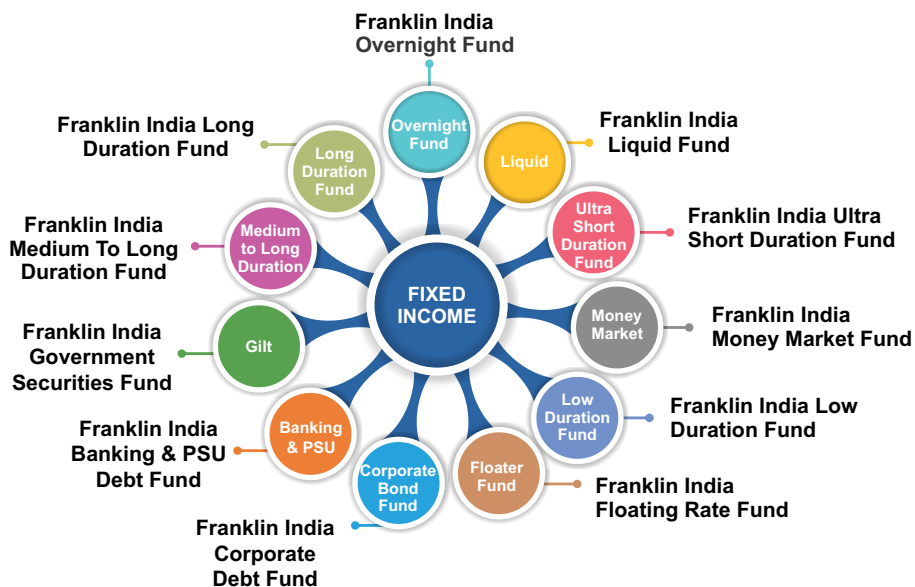 Franklin India
Overnight Fund
Overnight
Fund
Franklin India
Liquid Fund
Liquid
Franklin India Ultra
Short Duration Fund
Ultra
Short
Duration
Fund
Franklin India
Money Market Fund
Money
Market
Franklin India Low
Duration Fund
Low
Duration
Fund
Franklin India
Floating Rate Fund
Floater
Fund
Franklin India
Corporate
Debt Fund
Corporate
Bond
Fund
Franklin India
Banking & PSU
Debt Fund
Banking
& PSU
Franklin India
Government
Securities Fund
Gilt
Franklin India
Medium To Long
Duration Fund
Medium
to Long
Duration
Franklin India Long
Duration Fund
Long
Duration
Fund
FIXED
INCOME